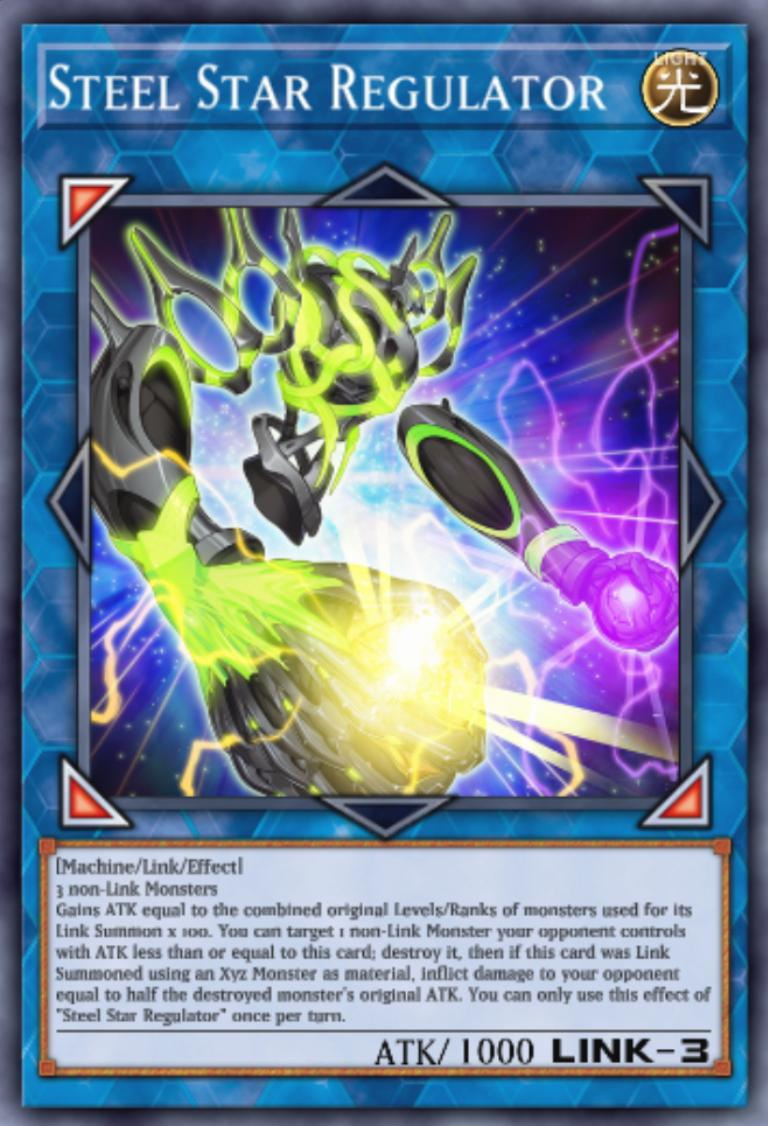 STEEL STAR REGULATOR
LIGHT
光
[Machine/Link/Effect]
3 non-Link Monsters
Gains ATK equal to the combined original Levels/Ranks of monsters used for its
Link Summon x 100. You can target 1 non-Link Monster your opponent controls
with ATK less than or equal to this card; destroy it, then if this card was Link
Summoned using an Xyz Monster as material, inflict damage to your opponent
equal to half the destroyed monster's original ATK. You can only use this effect of
"Steel Star Regulator" once per turn.
ATK/ 1000 LINK-3